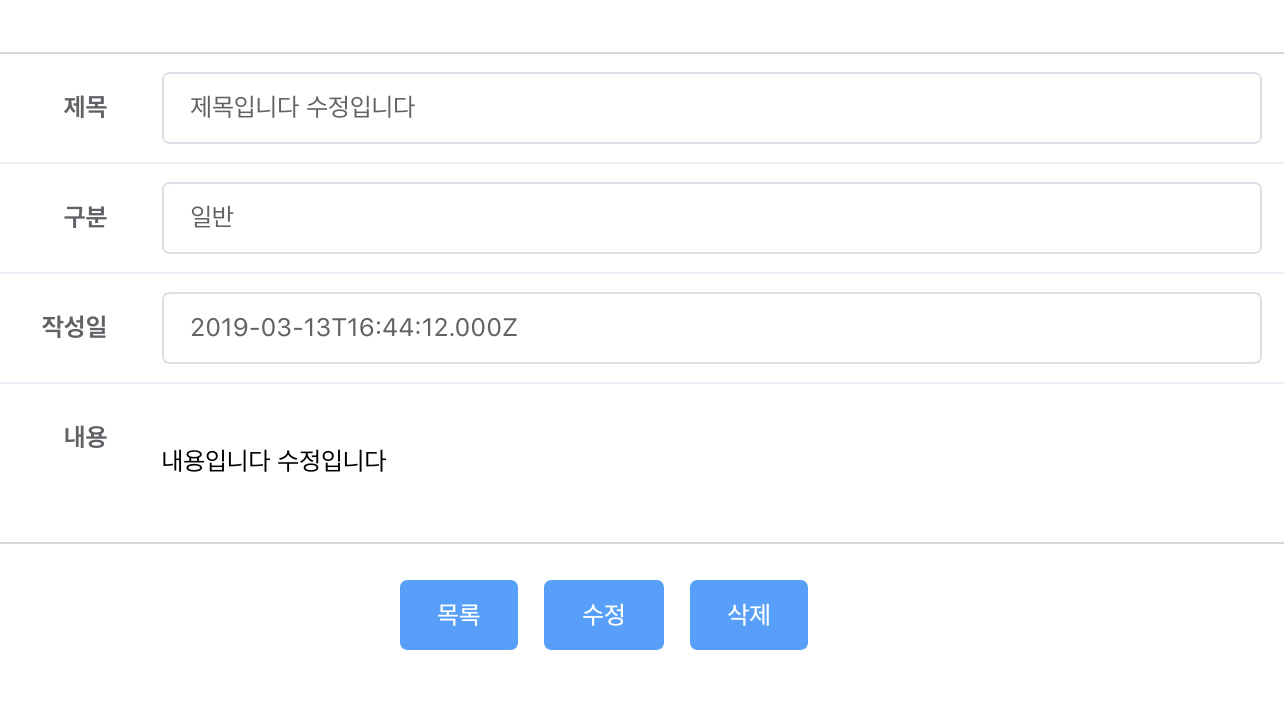 제목 제목입니다 수정입니다
구분 일반
작성일 2019-03-13T16:44:12.000Z
내용 내용입니다 수정입니다
목록 수정 삭제